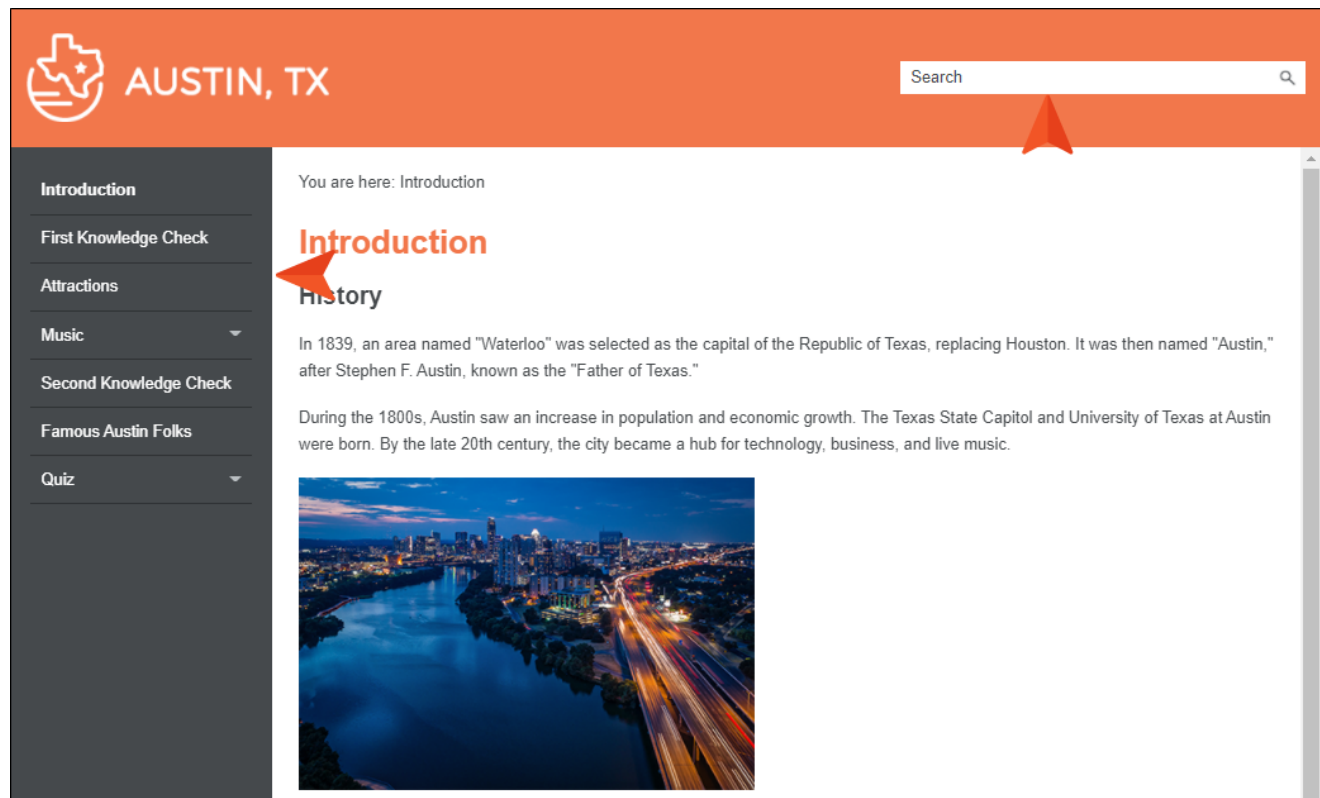 AUSTIN, TX
Search
Introduction
First Knowledge Check
Attractions
Music
Second Knowledge Check
Famous Austin Folks
Quiz
You are here: Introduction
Introduction
History
In 1839, an area named "Waterloo" was selected as the capital of the Republic of Texas, replacing Houston. It was then named "Austin,"
after Stephen F. Austin, known as the "Father of Texas."
During the 1800s, Austin saw an increase in population and economic growth. The Texas State Capitol and University of Texas at Austin
were born. By the late 20th century, the city became a hub for technology, business, and live music.